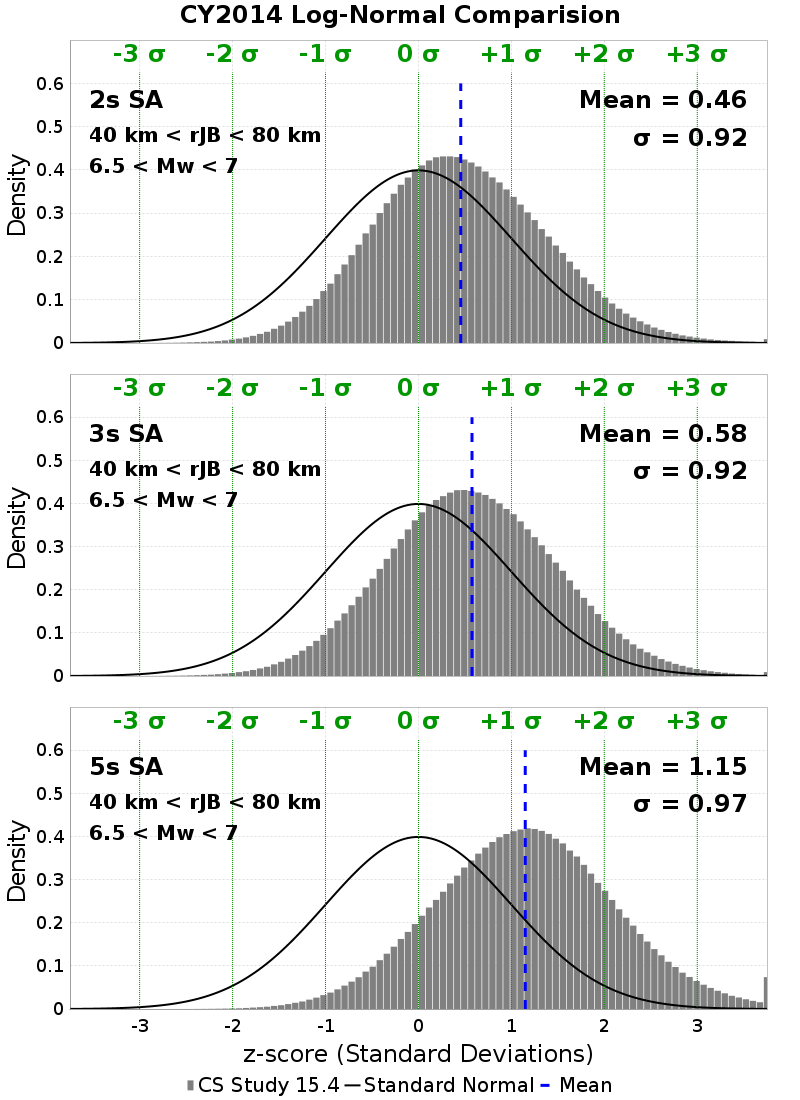 CY2014 Log-Normal Comparision
-3 σ -2 σ -1 σ 0 σ +1 σ +2 σ +3 σ
0.6
2s SA Mean = 0.46
0.5
40 km < rJB < 80 km σ = 0.92
6.5 < Mw < 7
0.4
0.3
0.2
0.1
0
Density
-3 σ -2 σ -1 σ 0 σ +1 σ +2 σ +3 σ
0.6
3s SA Mean = 0.58
0.5
40 km < rJB < 80 km σ = 0.92
6.5 < Mw < 7
0.4
0.3
0.2
0.1
0
Density
-3 σ -2 σ -1 σ 0 σ +1 σ +2 σ +3 σ
0.6
5s SA Mean = 1.15
0.5
40 km < rJB < 80 km σ = 0.97
6.5 < Mw < 7
0.4
0.3
0.2
0.1
0
Density
-3 -2 -1 0 1 2 3
z-score (Standard Deviations)
CS Study 15.4 Standard Normal Mean